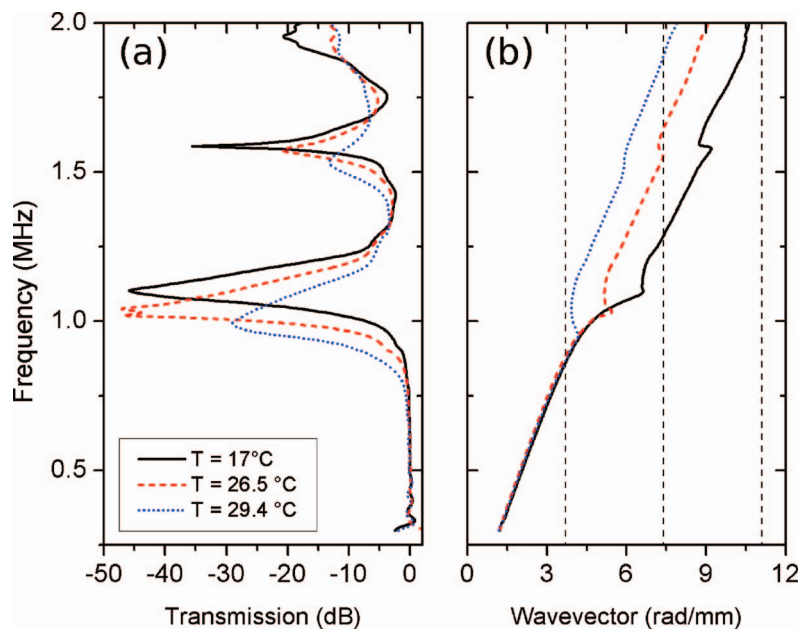 (a)
(b)
2.0
1.5
1.0
0.5
Frequency (MHz)
T = 17°C
T = 26.5 °C
T = 29.4 °C
-50 -40 -30 -20 -10 0
0 3 6 9 12
Transmission (dB)
Wavevector (rad/mm)